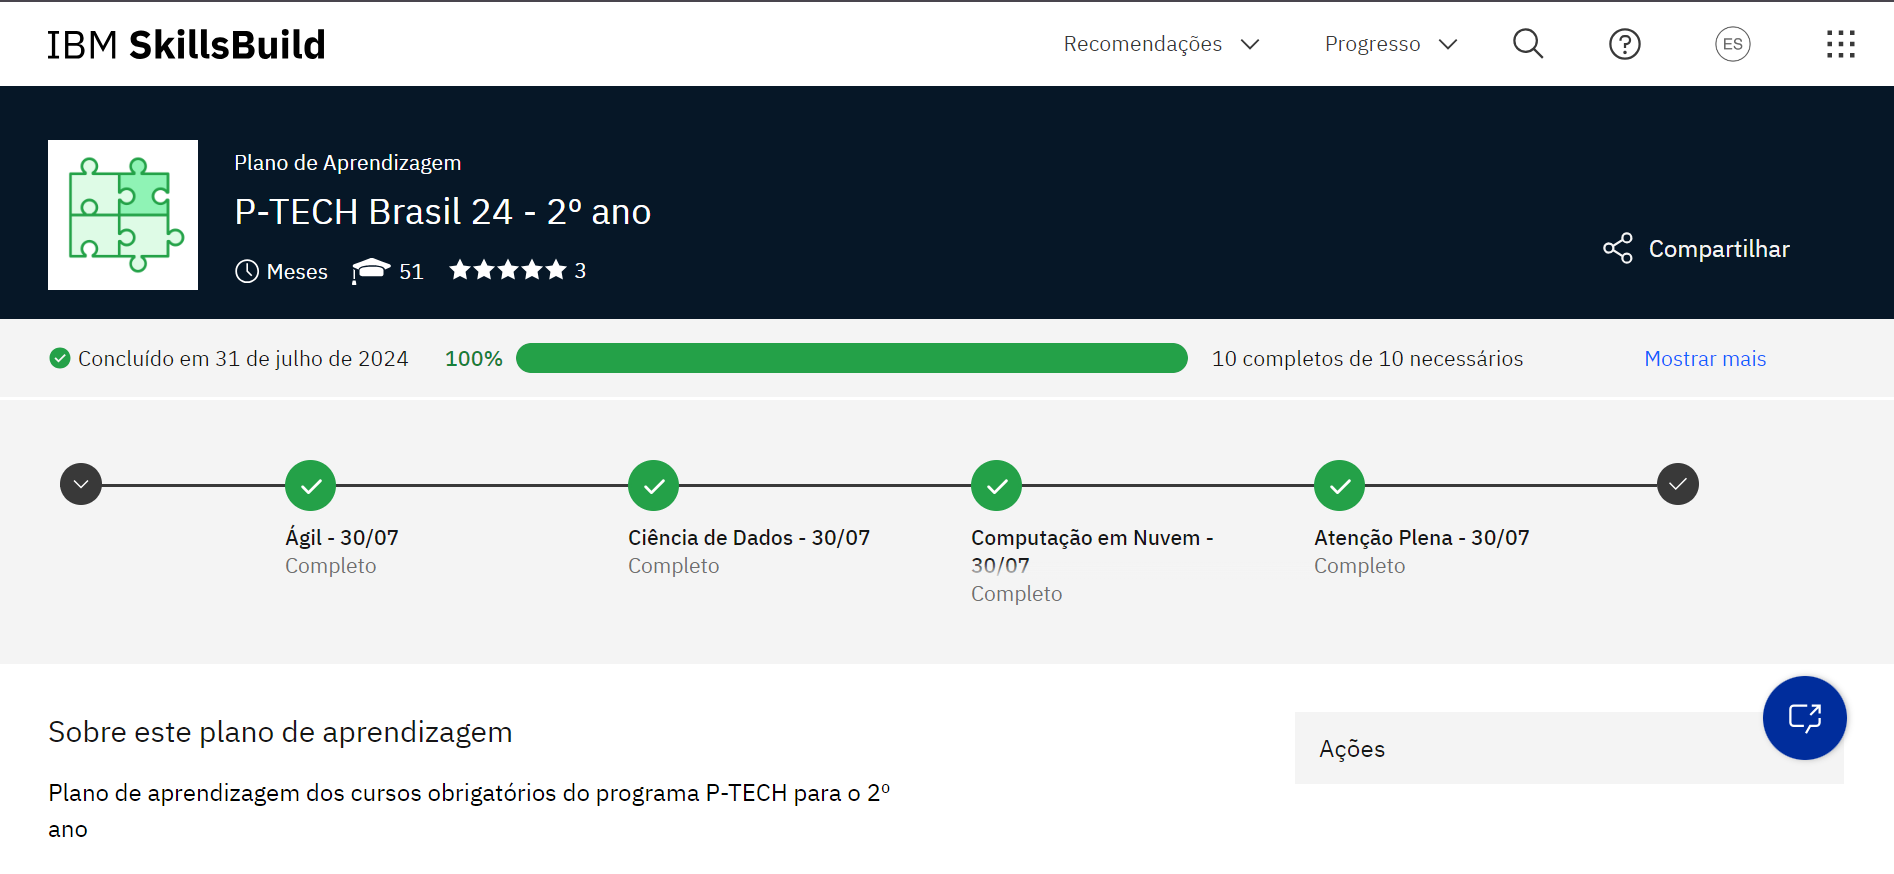 IBM SkillsBuild
Recomendações
Progresso
ES
Plano de Aprendizagem
P-TECH Brasil 24 - 2º ano
Meses
51
3
Compartilhar
Concluído em 31 de julho de 2024
100%
10 completos de 10 necessários
Mostrar mais
Ágil - 30/07
Completo
Ciência de Dados - 30/07
Completo
Computação em Nuvem -
30/07
Completo
Atenção Plena - 30/07
Completo
Sobre este plano de aprendizagem
Plano de aprendizagem dos cursos obrigatórios do programa P-TECH para o 2º
ano
Ações